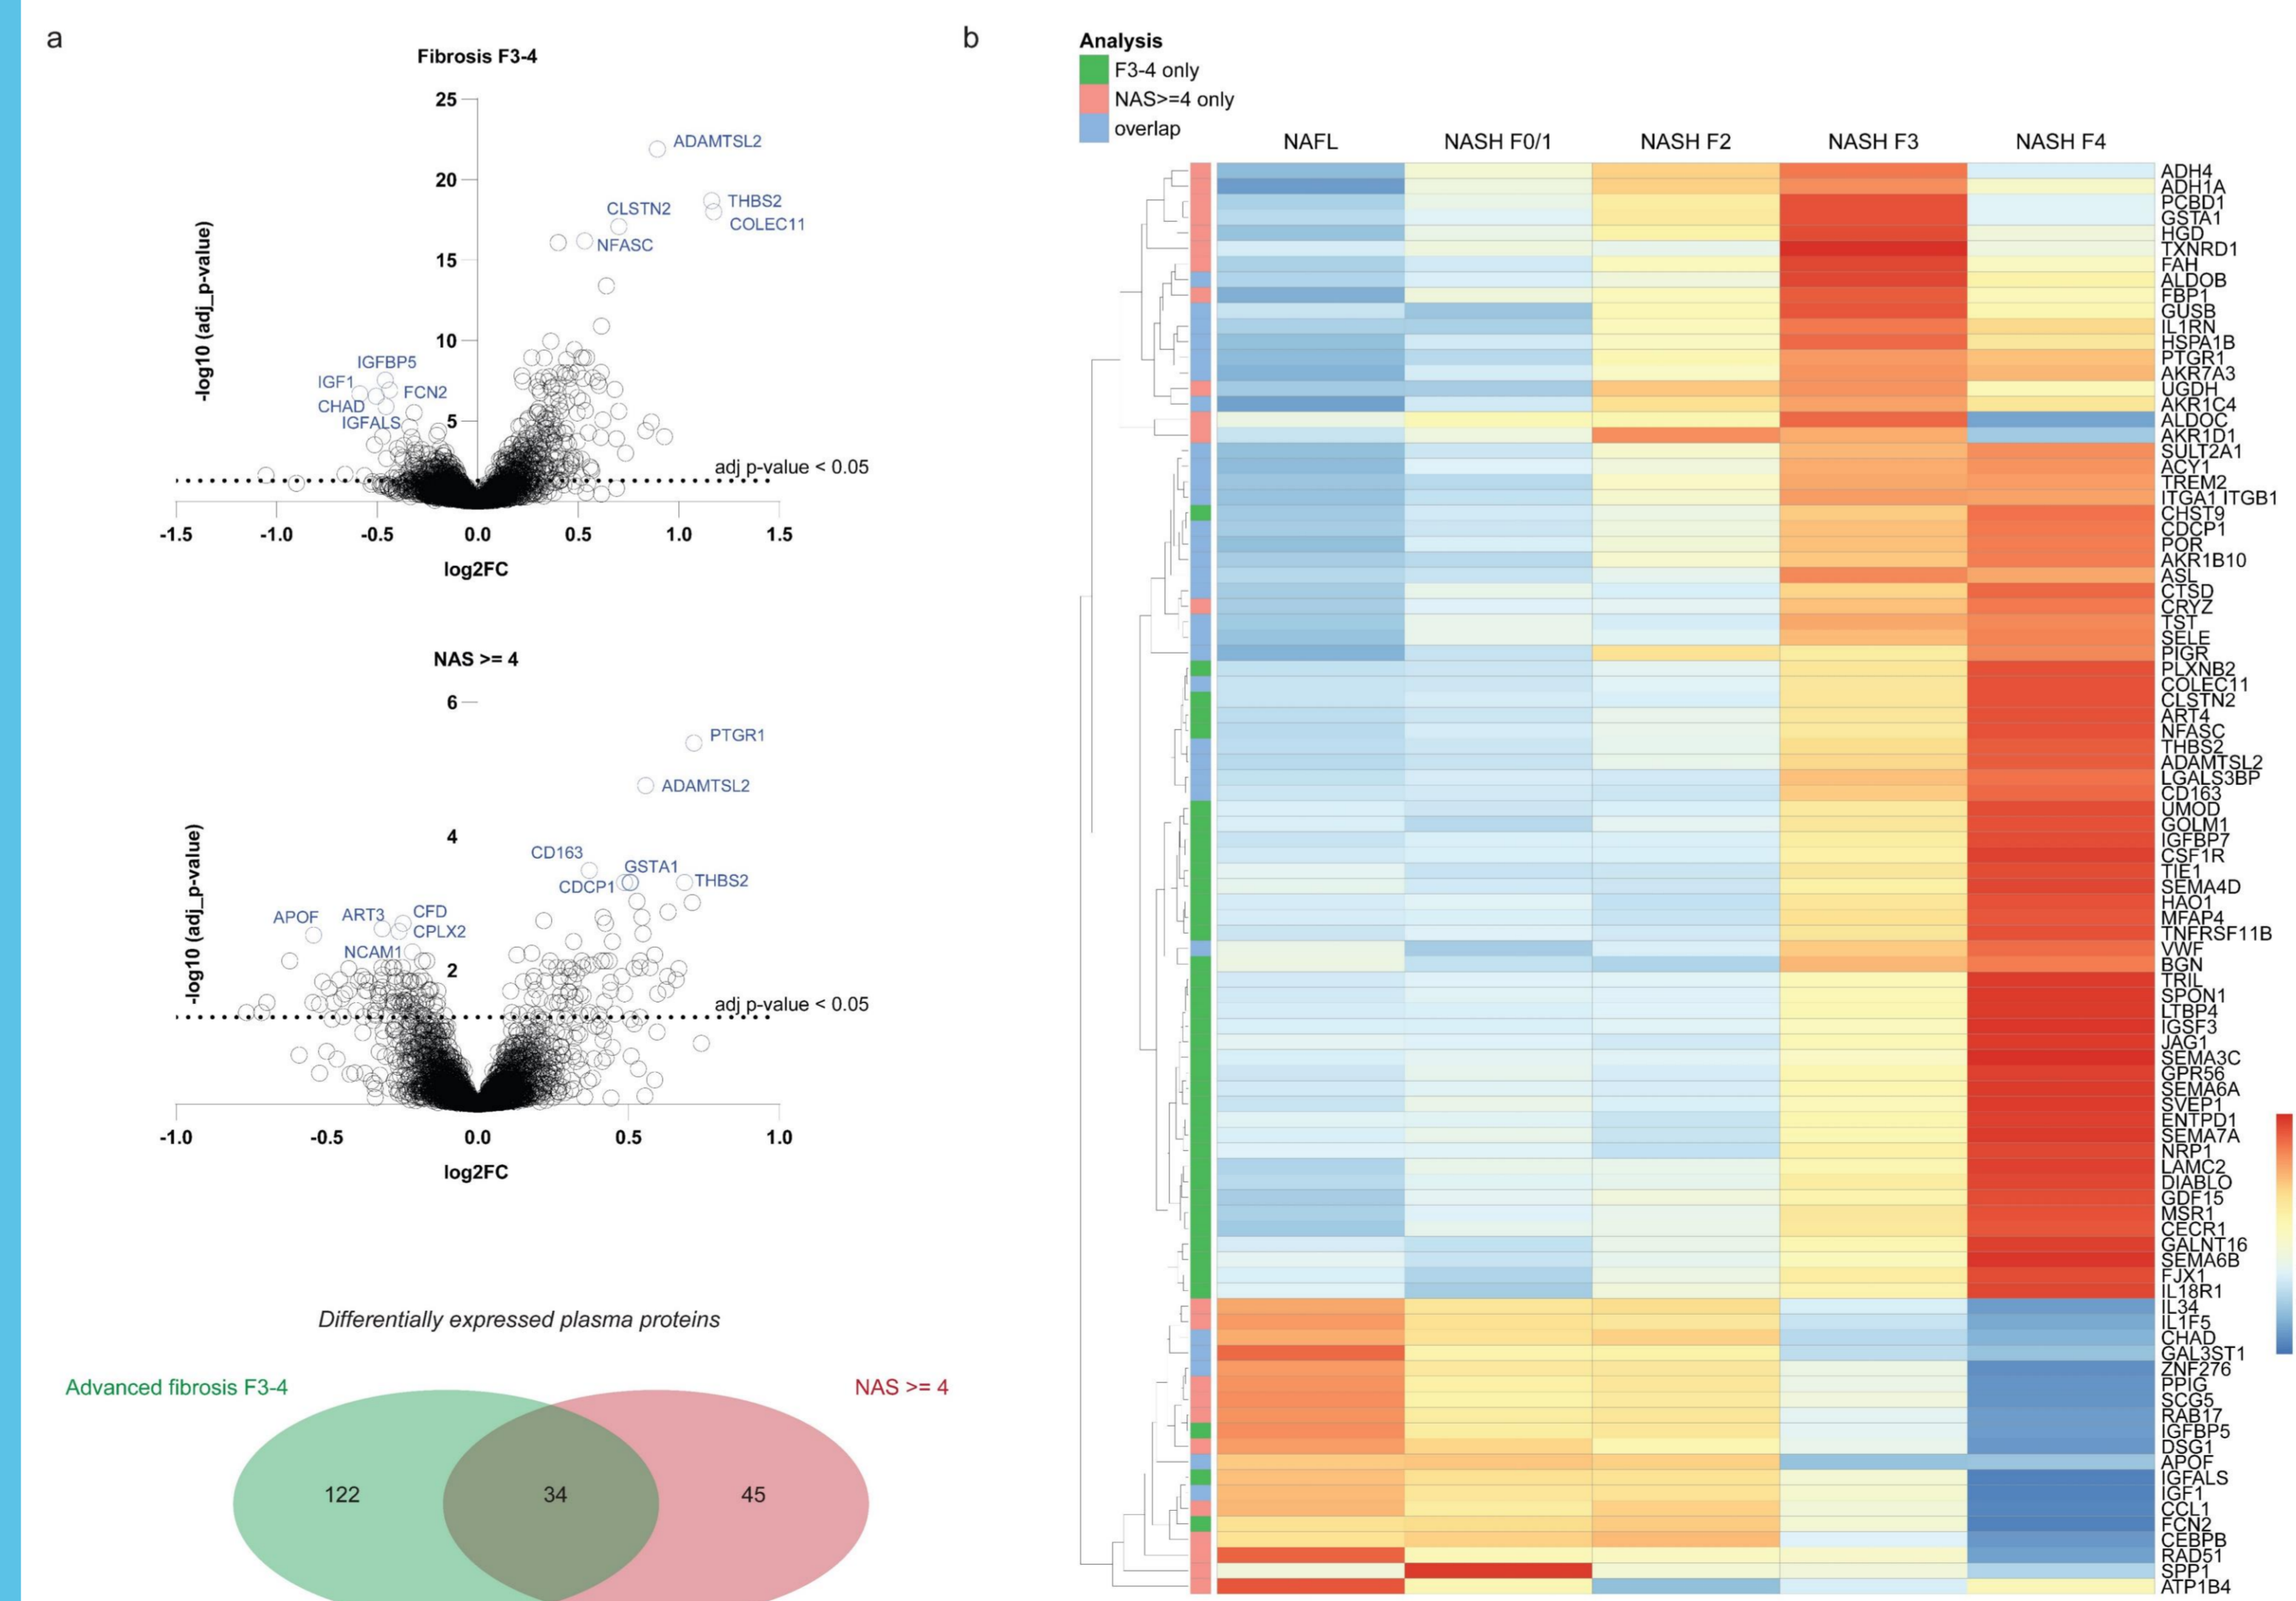 a
Fibrosis F3-4
25
20
15
10
5
-log10 (adj_p-value)
ADAMTSL2
THBS2
CLSTN2
COLEC11
NFASC
IGFBP5
IGF1
FCN2
CHAD
IGFALS
adj p-value < 0.05
-1.5
-1.0
-0.5
0.0
0.5
1.0
1.5
log2FC
NAS >= 4
6
4
2
-log10 (adj_p-value)
PTGR1
ADAMTSL2
CD163
GSTA1
CDCP1
THBS2
APOF
ART3
CFD
CPLX2
NCAM1
adj p-value < 0.05
-1.0
-0.5
0.0
0.5
1.0
log2FC
Differentially expressed plasma proteins
Advanced fibrosis F3-4
NAS >= 4
122
34
45
b
Analysis
F3-4 only
NAS>=4 only
overlap
NAFL
NASH F0/1
NASH F2
NASH F3
NASH F4
ADH4
ADH1A
PCBD1
GSTA1
HGD
TXNRD1
FAH
ALDOB
FBP1
GUSB
IL1RN
HSPA1B
PTGR1
AKR7A3
UGDH
AKR1C4
ALDOC
AKR1D1
SULT2A1
ACY1
TREM2
ITGA1 ITGB1
CHST9
CDCP1
POR
AKR1B10
ASL
CTSD
CRYZ
TST
SELE
PIGR
PLXNB2
COLEC11
CLSTN2
ART4
NFASC
THBS2
ADAMTSL2
LGALS3BP
CD163
UMOD
GOLM1
IGFBP7
CSF1R
TIE1
SEMA4D
HAO1
MFAP4
TNFRSF11B
VWF
BGN
TRIL
SPON1
LTBP4
IGSF3
JAG1
SEMA3C
GPR56
SEMA6A
SVEP1
ENTPD1
SEMA7A
NRP1
LAMC2
DIABLO
GDF15
MSR1
CECR1
GALNT16
SEMA6B
FJX1
IL18R1
IL34
IL1F5
CHAD
GAL3ST1
ZNF276
PPIG
SCG5
RAB17
IGFBP5
DSG1
APOF
IGFALS
IGF1
CCL1
FCN2
CEBPB
RAD51
SPP1
ATP1B4